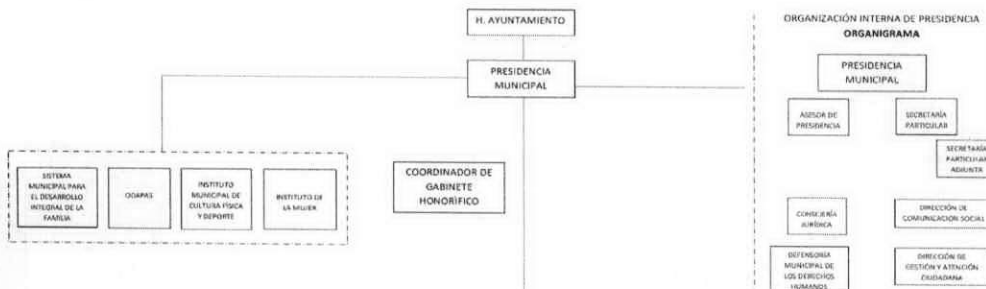 H. AYUNTAMIENTO
PRESIDENCIA
MUNICIPAL
SISTEMA
MUNICIPAL PARA
EL DESARROLLO
INTEGRAL DE LA
FAMILIA
ODAPAS
INSTITUTO
MUNICIPAL DE
CULTURA FÍSICA
Y DEPORTE
INSTITUTO DE
LA MUJER
COORDINADOR DE
GABINETE
HONORÍFICO
ORGANIZACIÓN INTERNA DE PRESIDENCIA
ORGANIGRAMA
PRESIDENCIA
MUNICIPAL
ASESOR DE
PRESIDENCIA
SECRETARÍA
PARTICULAR
SECRETARÍA
PARTICULAR
ADJUNTA
CONSEJERÍA
JURÍDICA
DIRECCIÓN DE
COMUNICACIÓN SOCIAL
DEFENSORÍA
MUNICIPAL DE
LOS DERECHOS
HUMANOS
DIRECCIÓN DE
GESTIÓN Y ATENCIÓN
CIUDADANA